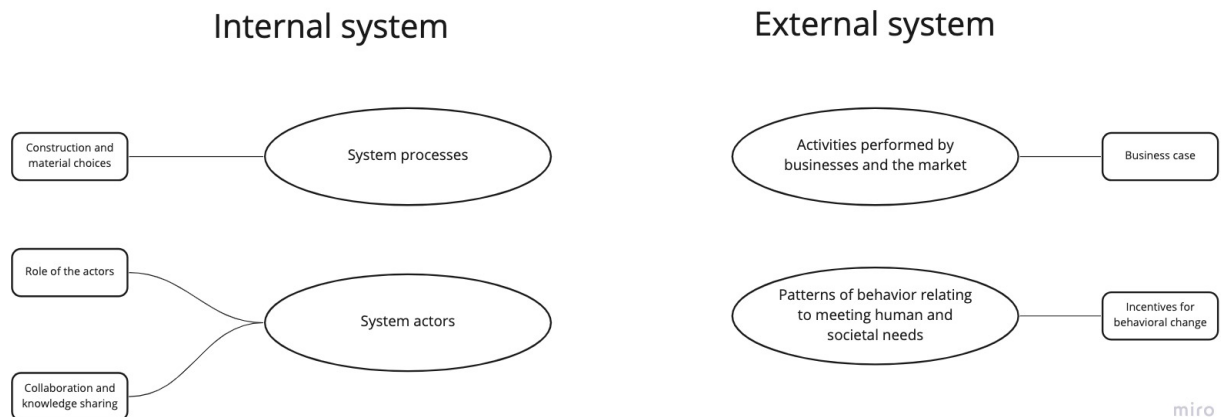 Internal system
External system
Construction and
material choices
System processes
Activities performed by
businesses and the market
Business case
Role of the actors
System actors
Collaboration and
knowledge sharing
Patterns of behavior relating
to meeting human and
societal needs
Incentives for
behavioral change
miro